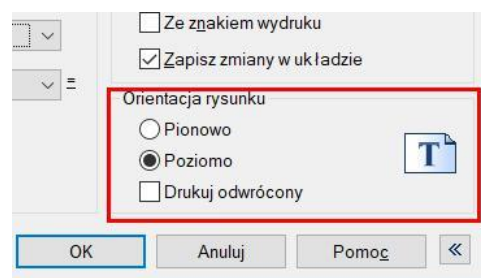 Ze znakiem wydruku
Zapisz zmiany w układzie
Orientacja rysunku
Pionowo
Poziomo
T
Drukuj odwrócony
OK
Anuluj
Pomoc